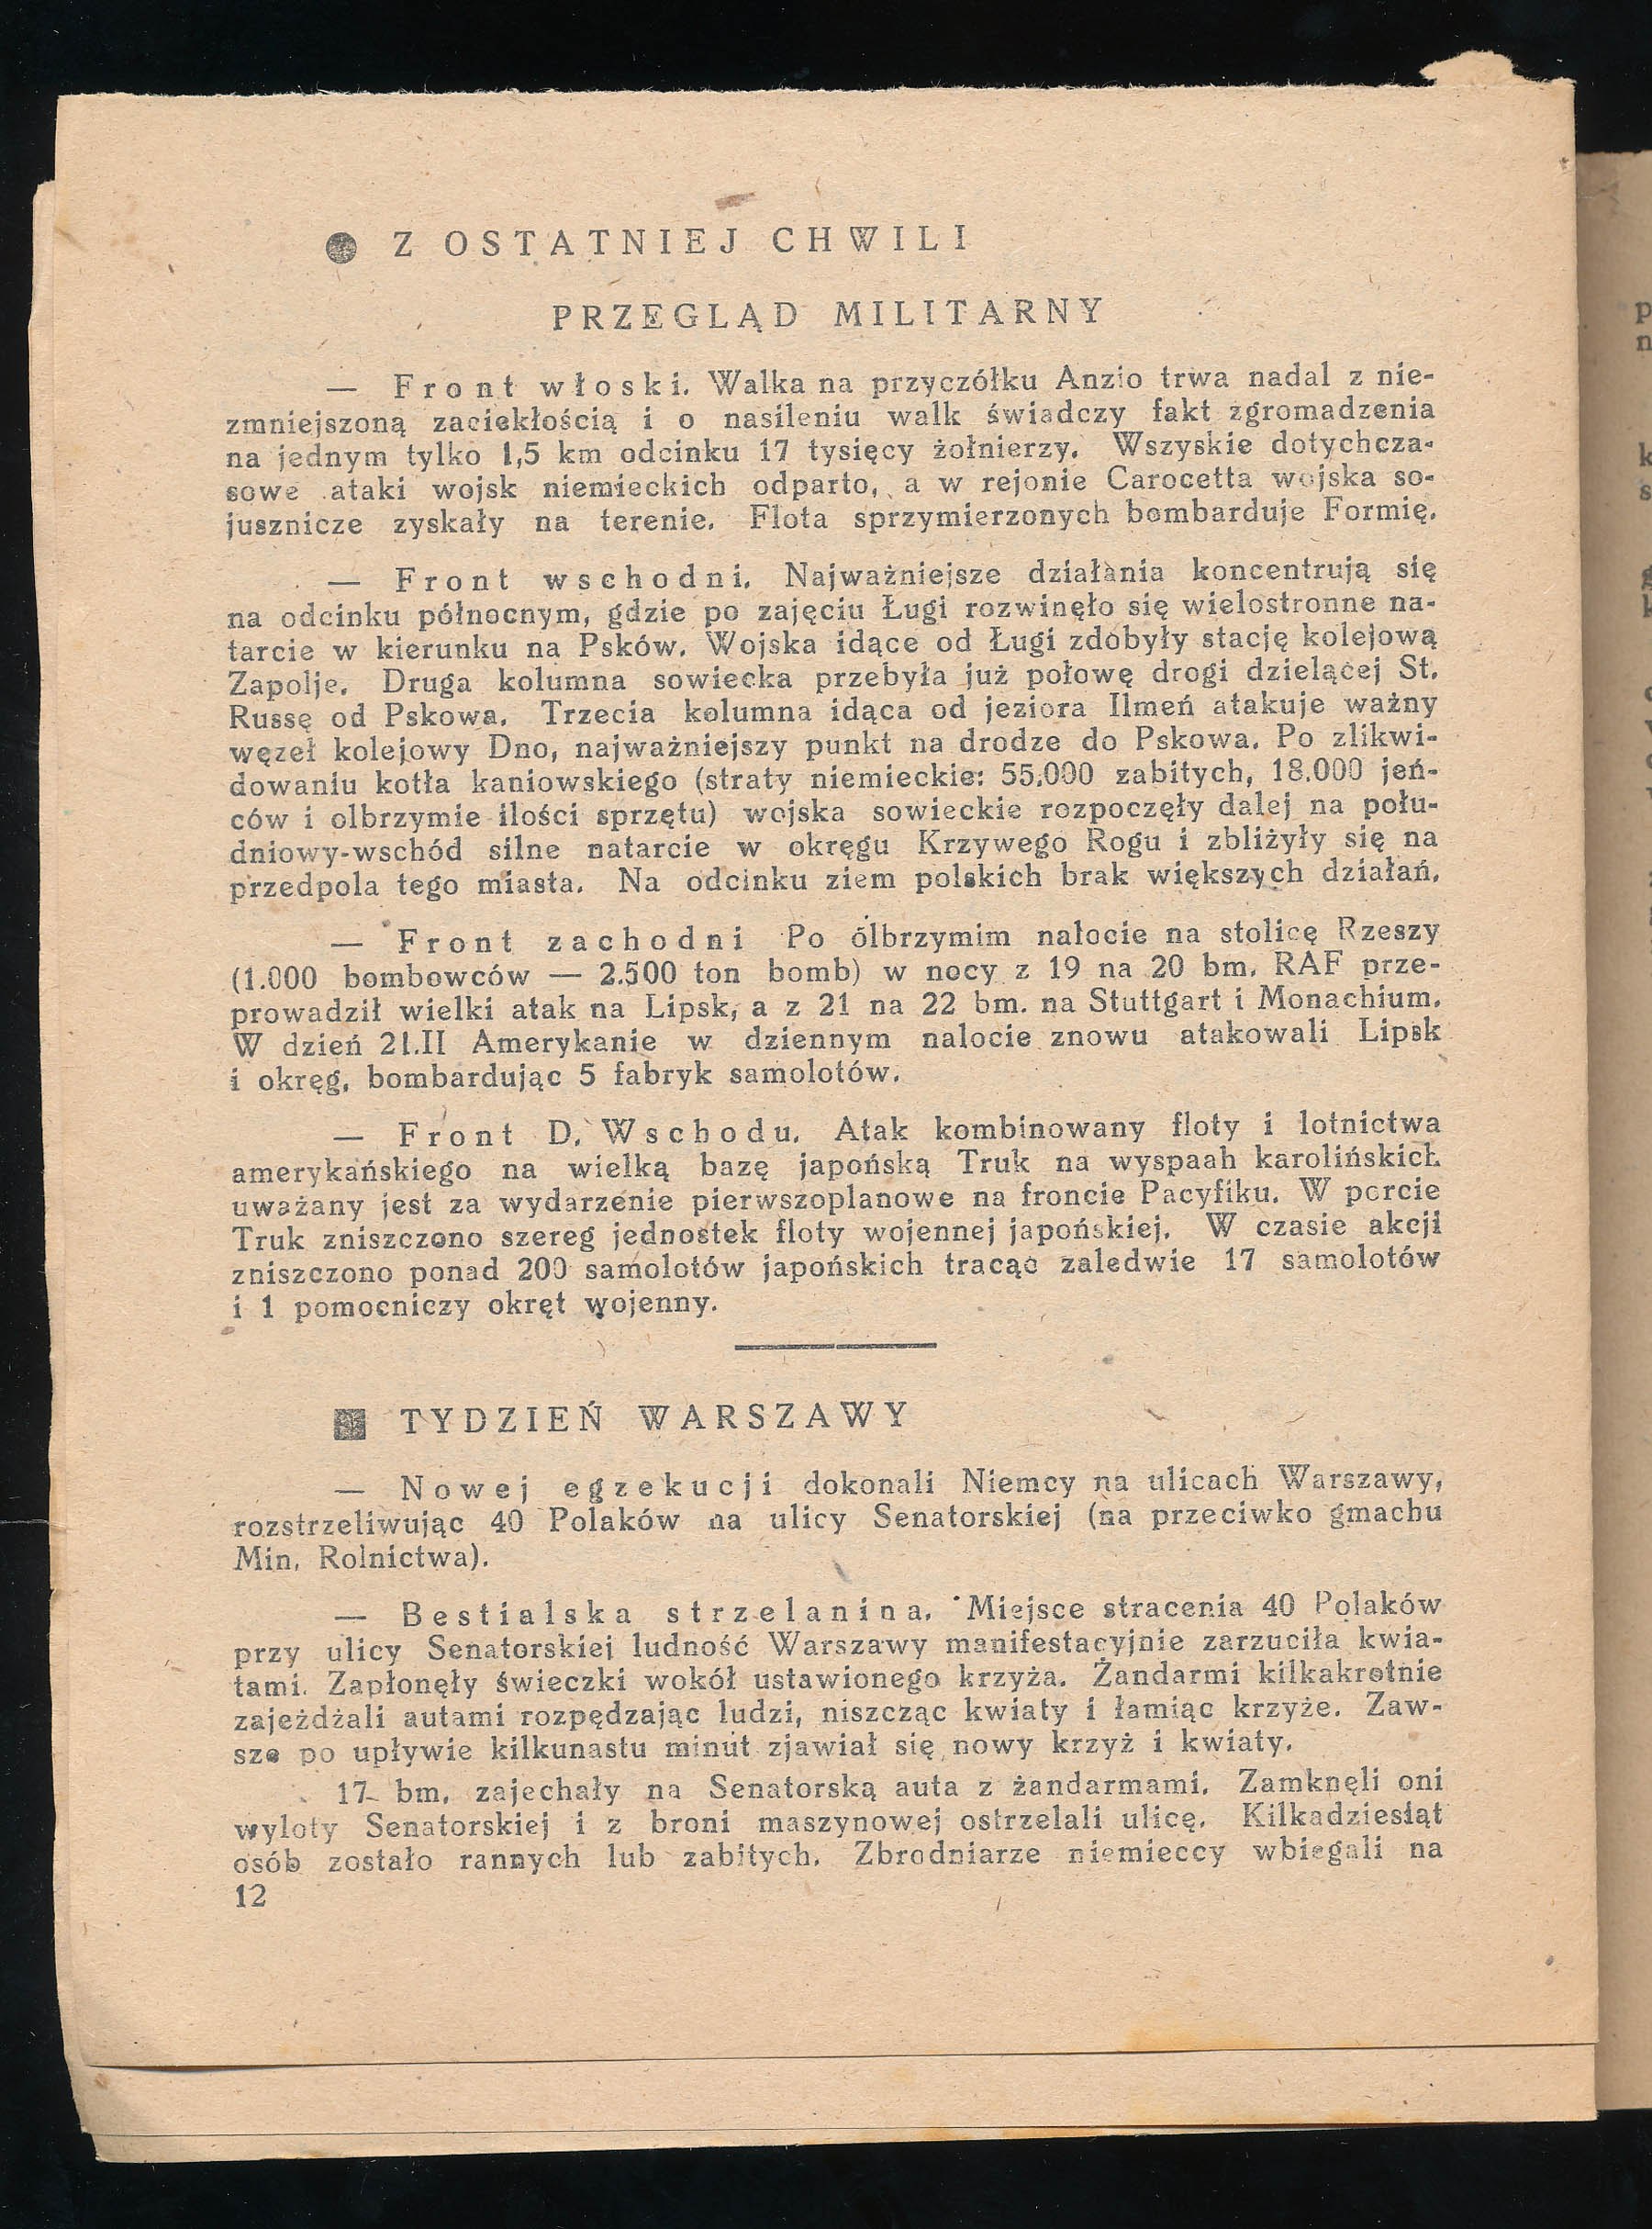 Z OSTATNIEJ CHWILI
PRZEGLĄD MILITARNY
— Front włoski. Walka na przyczółku Anzio trwa nadal z nie-
zmniejszoną zaciekłością i o nasileniu walk świadczy fakt zgromadzenia
na jednym tylko 1,5 km odcinku 17 tysięcy żołnierzy. Wszyskie dotychcza-
sowe ataki wojsk niemieckich odparto, a w rejonie Carocetta wojska so-
jusznicze zyskały na terenie. Flota sprzymierzonych bombarduje Formię.
— Front wschodni. Najważniejsze działania koncentrują się
na odcinku północnym, gdzie po zajęciu Ługi rozwinęło się wielostronne na-
tarcie w kierunku na Psków. Wojska idące od Ługi zdobyły stację kolejową
Zapolje. Druga kolumna sowiecka przebyła już połowę drogi dzielącej St.
Russę od Pskowa. Trzecia kolumna idąca od jeziora Ilmeń atakuje ważny
węzeł kolejowy Dno, najważniejszy punkt na drodze do Pskowa. Po zlikwi-
dowaniu kotła kaniowskiego (straty niemieckie: 55.000 zabitych, 18.000 jeń-
ców i olbrzymie ilości sprzętu) wojska sowieckie rozpoczęły dalej na połu-
dniowy-wschód silne natarcie w okręgu Krzywego Rogu i zbliżyły się na
przedpola tego miasta. Na odcinku ziem polskich brak większych działań.
— Front zachodni Po olbrzymim nalocie na stolicę Rzeszy
(1.000 bombowców — 2.500 ton bomb) w nocy z 19 na 20 bm. RAF prze-
prowadził wielki atak na Lipsk, a z 21 na 22 bm. na Stuttgart i Monachium.
W dzień 21.II Amerykanie w dziennym nalocie znowu atakowali Lipsk
i okręg, bombardując 5 fabryk samolotów.
— Front D. Wschodu. Atak kombinowany floty i lotnictwa
amerykańskiego na wielką bazę japońską Truk na wyspaah karolińskich
uważany jest za wydarzenie pierwszoplanowe na froncie Pacyfiku. W porcie
Truk zniszczono szereg jednostek floty wojennej japońskiej. W czasie akcji
zniszczono ponad 200 samolotów japońskich tracąc zaledwie 17 samolotów
i 1 pomocniczy okręt wojenny.
TYDZIEŃ WARSZAWY
— Nowej egzekucji dokonali Niemcy na ulicach Warszawy,
rozstrzeliwując 40 Polaków na ulicy Senatorskiej (na przeciwko gmachu
Min. Rolnictwa).
— Bestialska strzelanina. Miejsce stracenia 40 Polaków
przy ulicy Senatorskiej ludność Warszawy manifestacyjnie zarzuciła kwia-
tami. Zapłonęły świeczki wokół ustawionego krzyża. Żandarmi kilkakrotnie
zajeżdżali autami rozpędzając ludzi, niszcząc kwiaty i łamiąc krzyże. Zaw-
sze po upływie kilkunastu minut zjawiał się nowy krzyż i kwiaty.
17 bm. zajechały na Senatorską auta z żandarmami. Zamknęli oni
wyloty Senatorskiej i z broni maszynowej ostrzelali ulicę. Kilkadziesiąt
osób zostało rannych lub zabitych. Zbrodniarze niemieccy wbiegali na
12